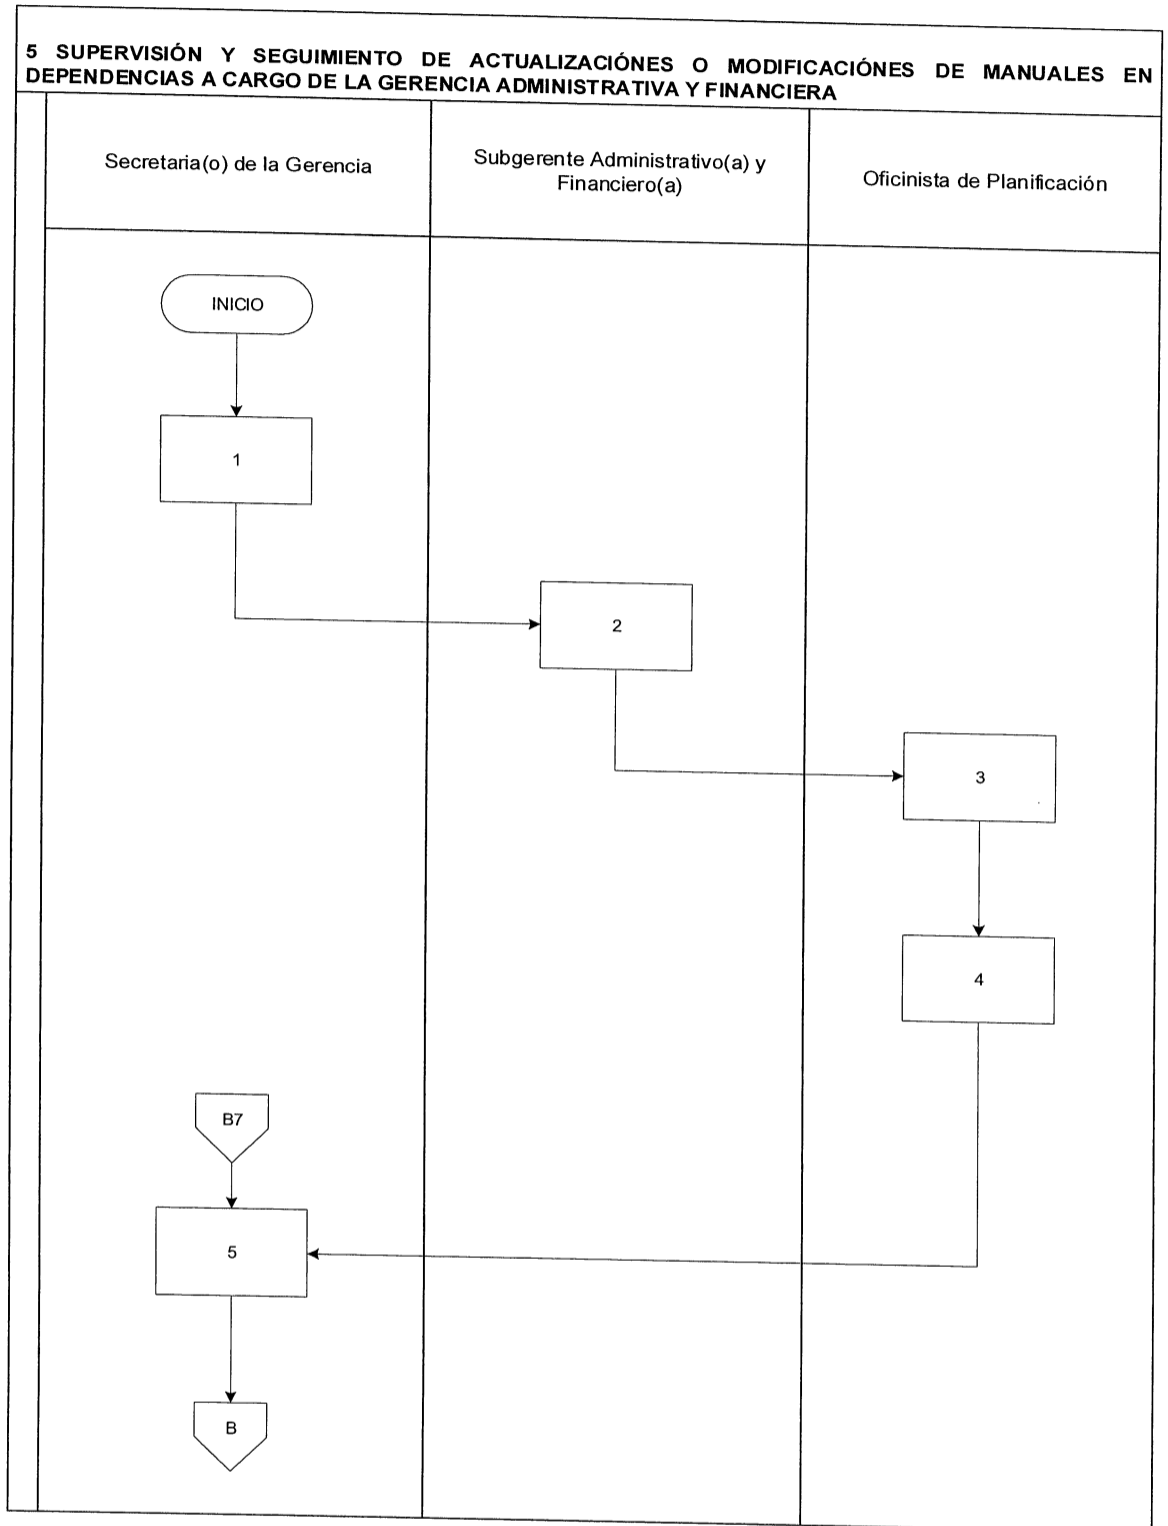 5 SUPERVISIÓN Y SEGUIMIENTO DE ACTUALIZACIÓNES O MODIFICACIÓNES DE MANUALES EN
DEPENDENCIAS A CARGO DE LA GERENCIA ADMINISTRATIVA Y FINANCIERA
Secretaria(o) de la Gerencia
Subgerente Administrativo(a) y
Financiero(a)
Oficinista de Planificación
INICIO
1
2
3
4
B7
5
B